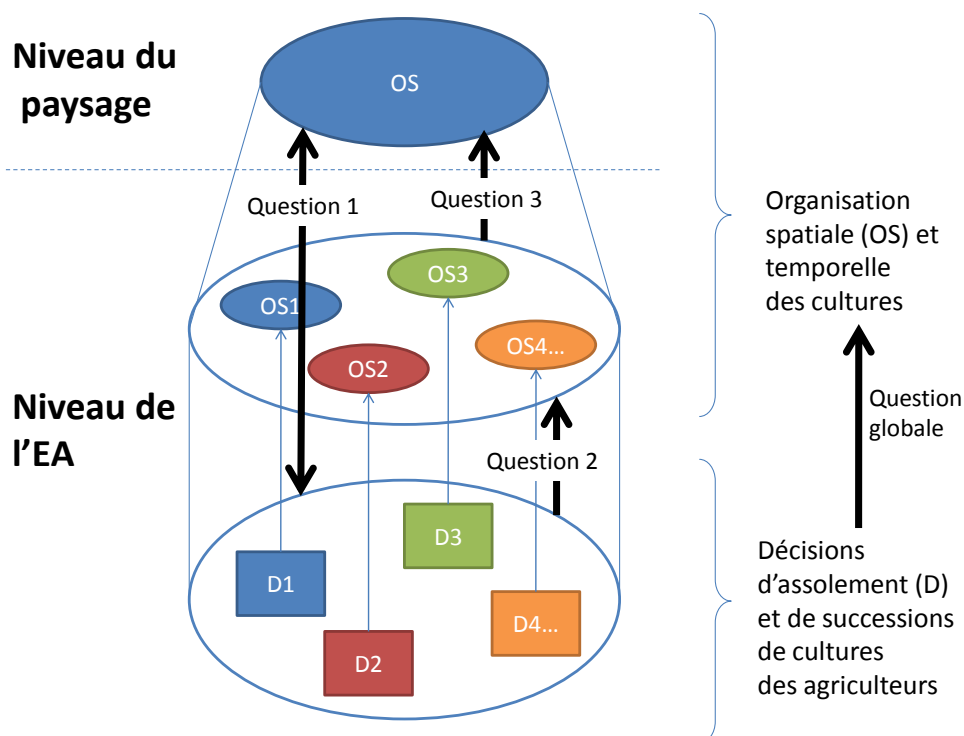 Niveau du
paysage
OS
Question 1
Question 3
Organisation
spatiale (OS) et
temporelle
des cultures
OS3
OS1
OS4...
OS2
Niveau de
l'EA
Question
globale
Question 2
D3
D1
D4...
D2
Décisions
d'assolement (D)
et de successions
de cultures
des agriculteurs